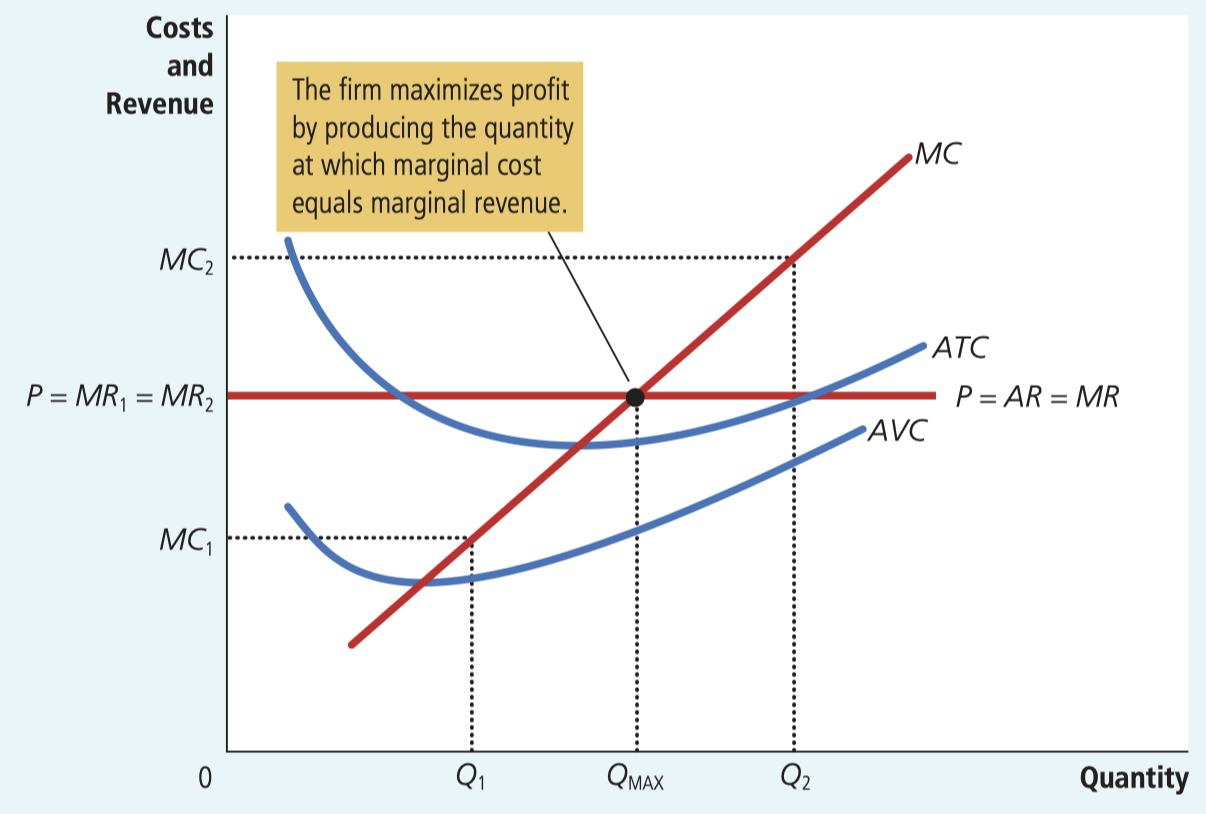 Costs
and
Revenue
The firm maximizes profit
by producing the quantity
at which marginal cost
equals marginal revenue.
MC
MC₂
ATC
P = MR₁ = MR₂
P = AR = MR
AVC
MC₁
0
Q₁
Q_MAX
Q₂
Quantity